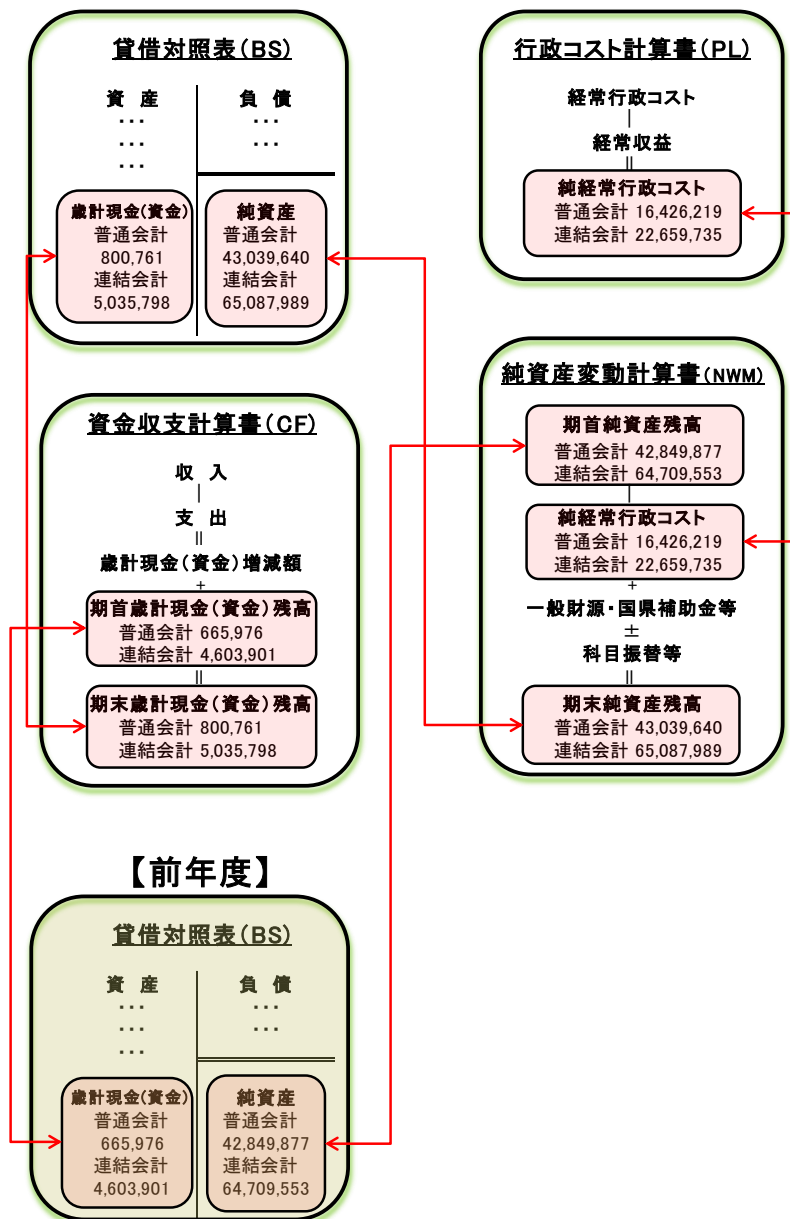 貸借対照表(BS)
資 産
・・・
・・・
・・・
負 債
・・・
・・・
歳計現金(資金)
普通会計
800,761
連結会計
5,035,798
純資産
普通会計
43,039,640
連結会計
65,087,989
行政コスト計算書(PL)
経常行政コスト
|
経常収益
||
純経常行政コスト
普通会計 16,426,219
連結会計 22,659,735
資金収支計算書(CF)
収 入
|
支 出
||
歳計現金(資金)増減額
+
期首歳計現金(資金)残高
普通会計 665,976
連結会計 4,603,901
||
期末歳計現金(資金)残高
普通会計 800,761
連結会計 5,035,798
純資産変動計算書(NWM)
期首純資産残高
普通会計 42,849,877
連結会計 64,709,553
|
純経常行政コスト
普通会計 16,426,219
連結会計 22,659,735
+
一般財源・国県補助金等
±
科目振替等
||
期末純資産残高
普通会計 43,039,640
連結会計 65,087,989
【前年度】
貸借対照表(BS)
資 産
・・・
・・・
・・・
負 債
・・・
・・・
歳計現金(資金)
普通会計
665,976
連結会計
4,603,901
純資産
普通会計
42,849,877
連結会計
64,709,553